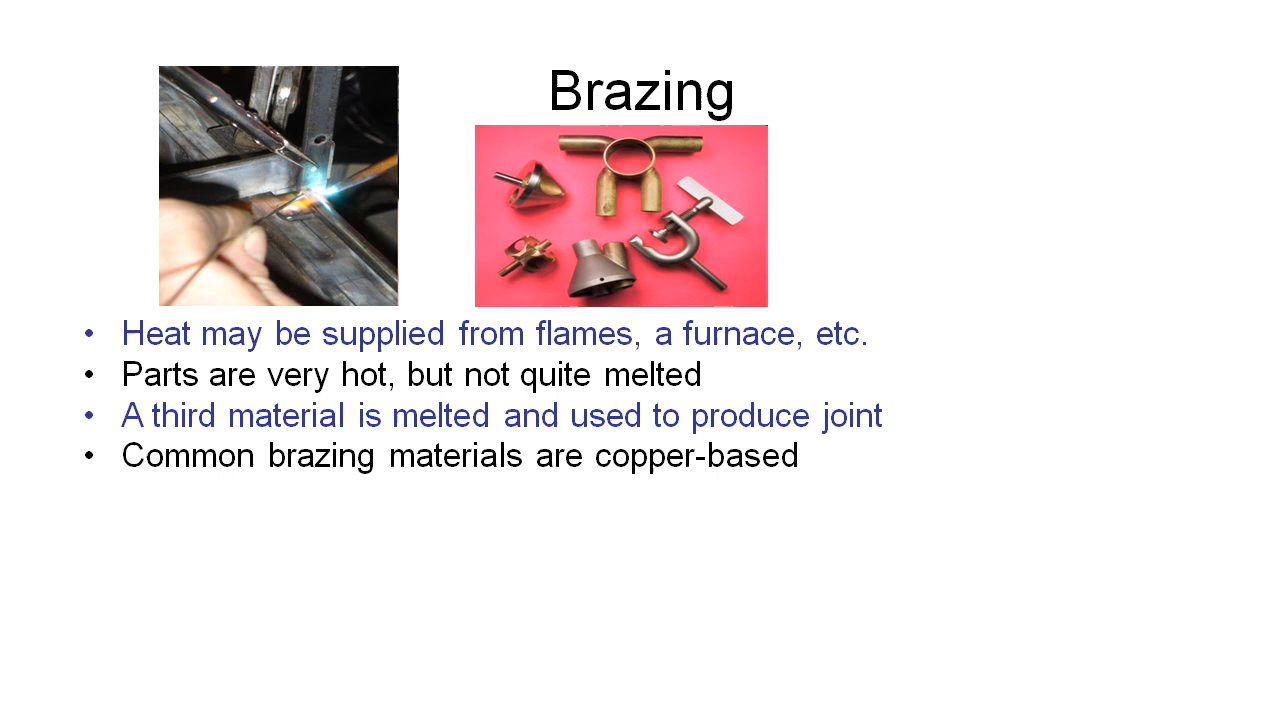 Brazing
• Heat may be supplied from flames, a furnace, etc.
• Parts are very hot, but not quite melted
• A third material is melted and used to produce joint
• Common brazing materials are copper-based